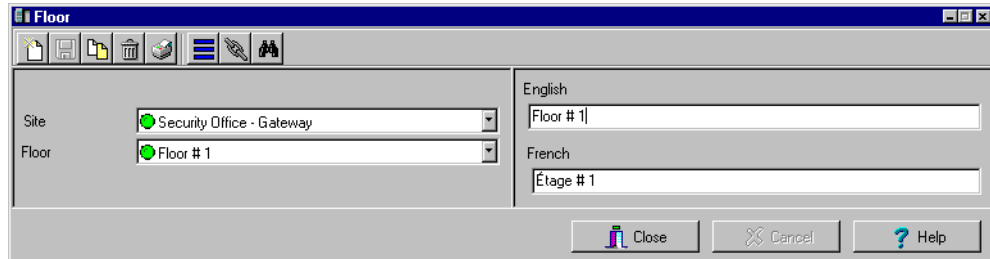 Floor
English
Floor # 1
Site
Security Office - Gateway
Floor
Floor # 1
French
Étage # 1
Close
Cancel
Help